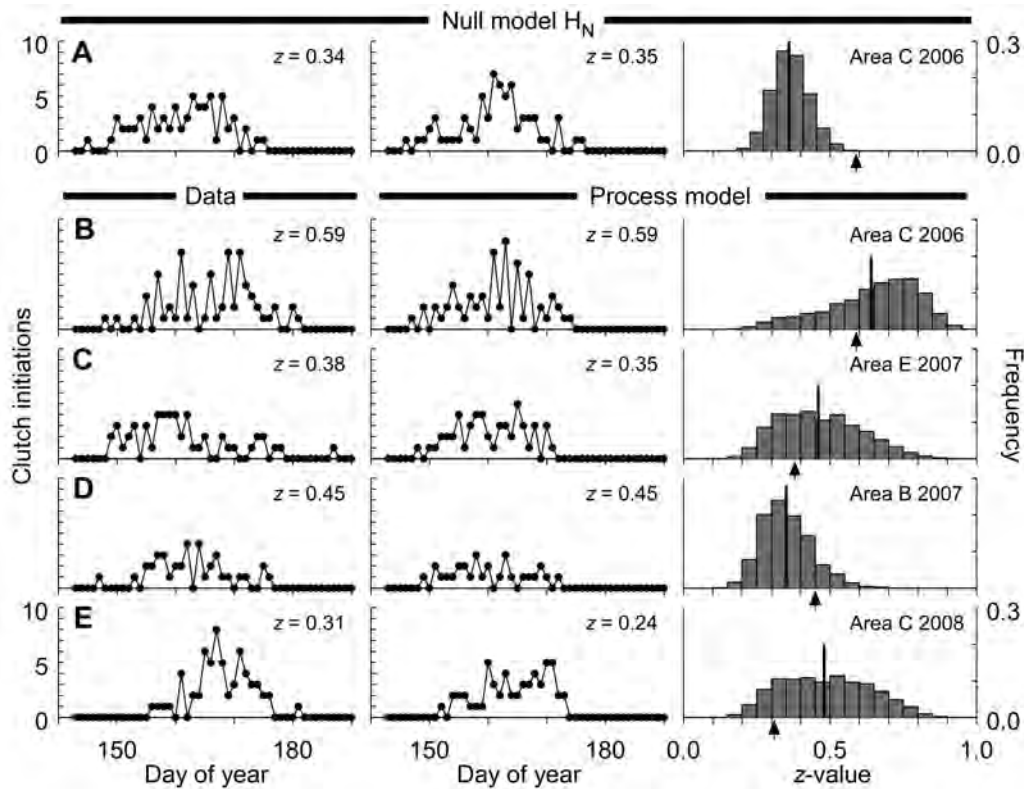 Null model H_N
A
10
5
0
z = 0.34
z = 0.35
Area C 2006
0.3
0.0
Data
Process model
B
z = 0.59
z = 0.59
Area C 2006
C
z = 0.38
z = 0.35
Area E 2007
D
z = 0.45
z = 0.45
Area B 2007
E
10
5
0
z = 0.31
z = 0.24
Area C 2008
0.3
0.0
Clutch initiations
Frequency
150 180 150 180 0.0 0.5 1.0
Day of year Day of year z-value